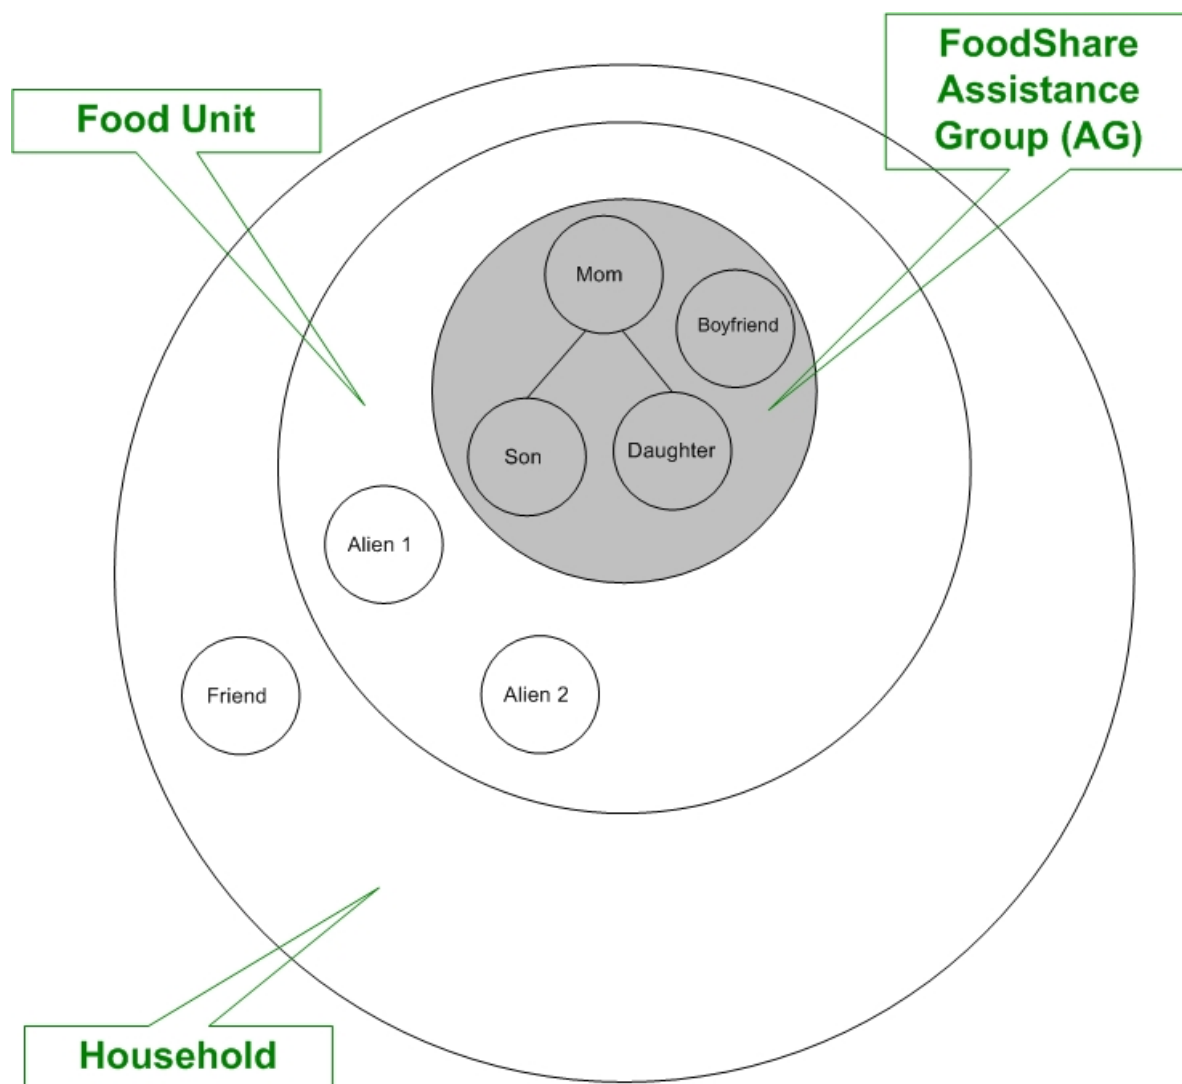 FoodShare
Assistance
Group (AG)
Food Unit
Mom
Boyfriend
Son
Daughter
Alien 1
Friend
Alien 2
Household